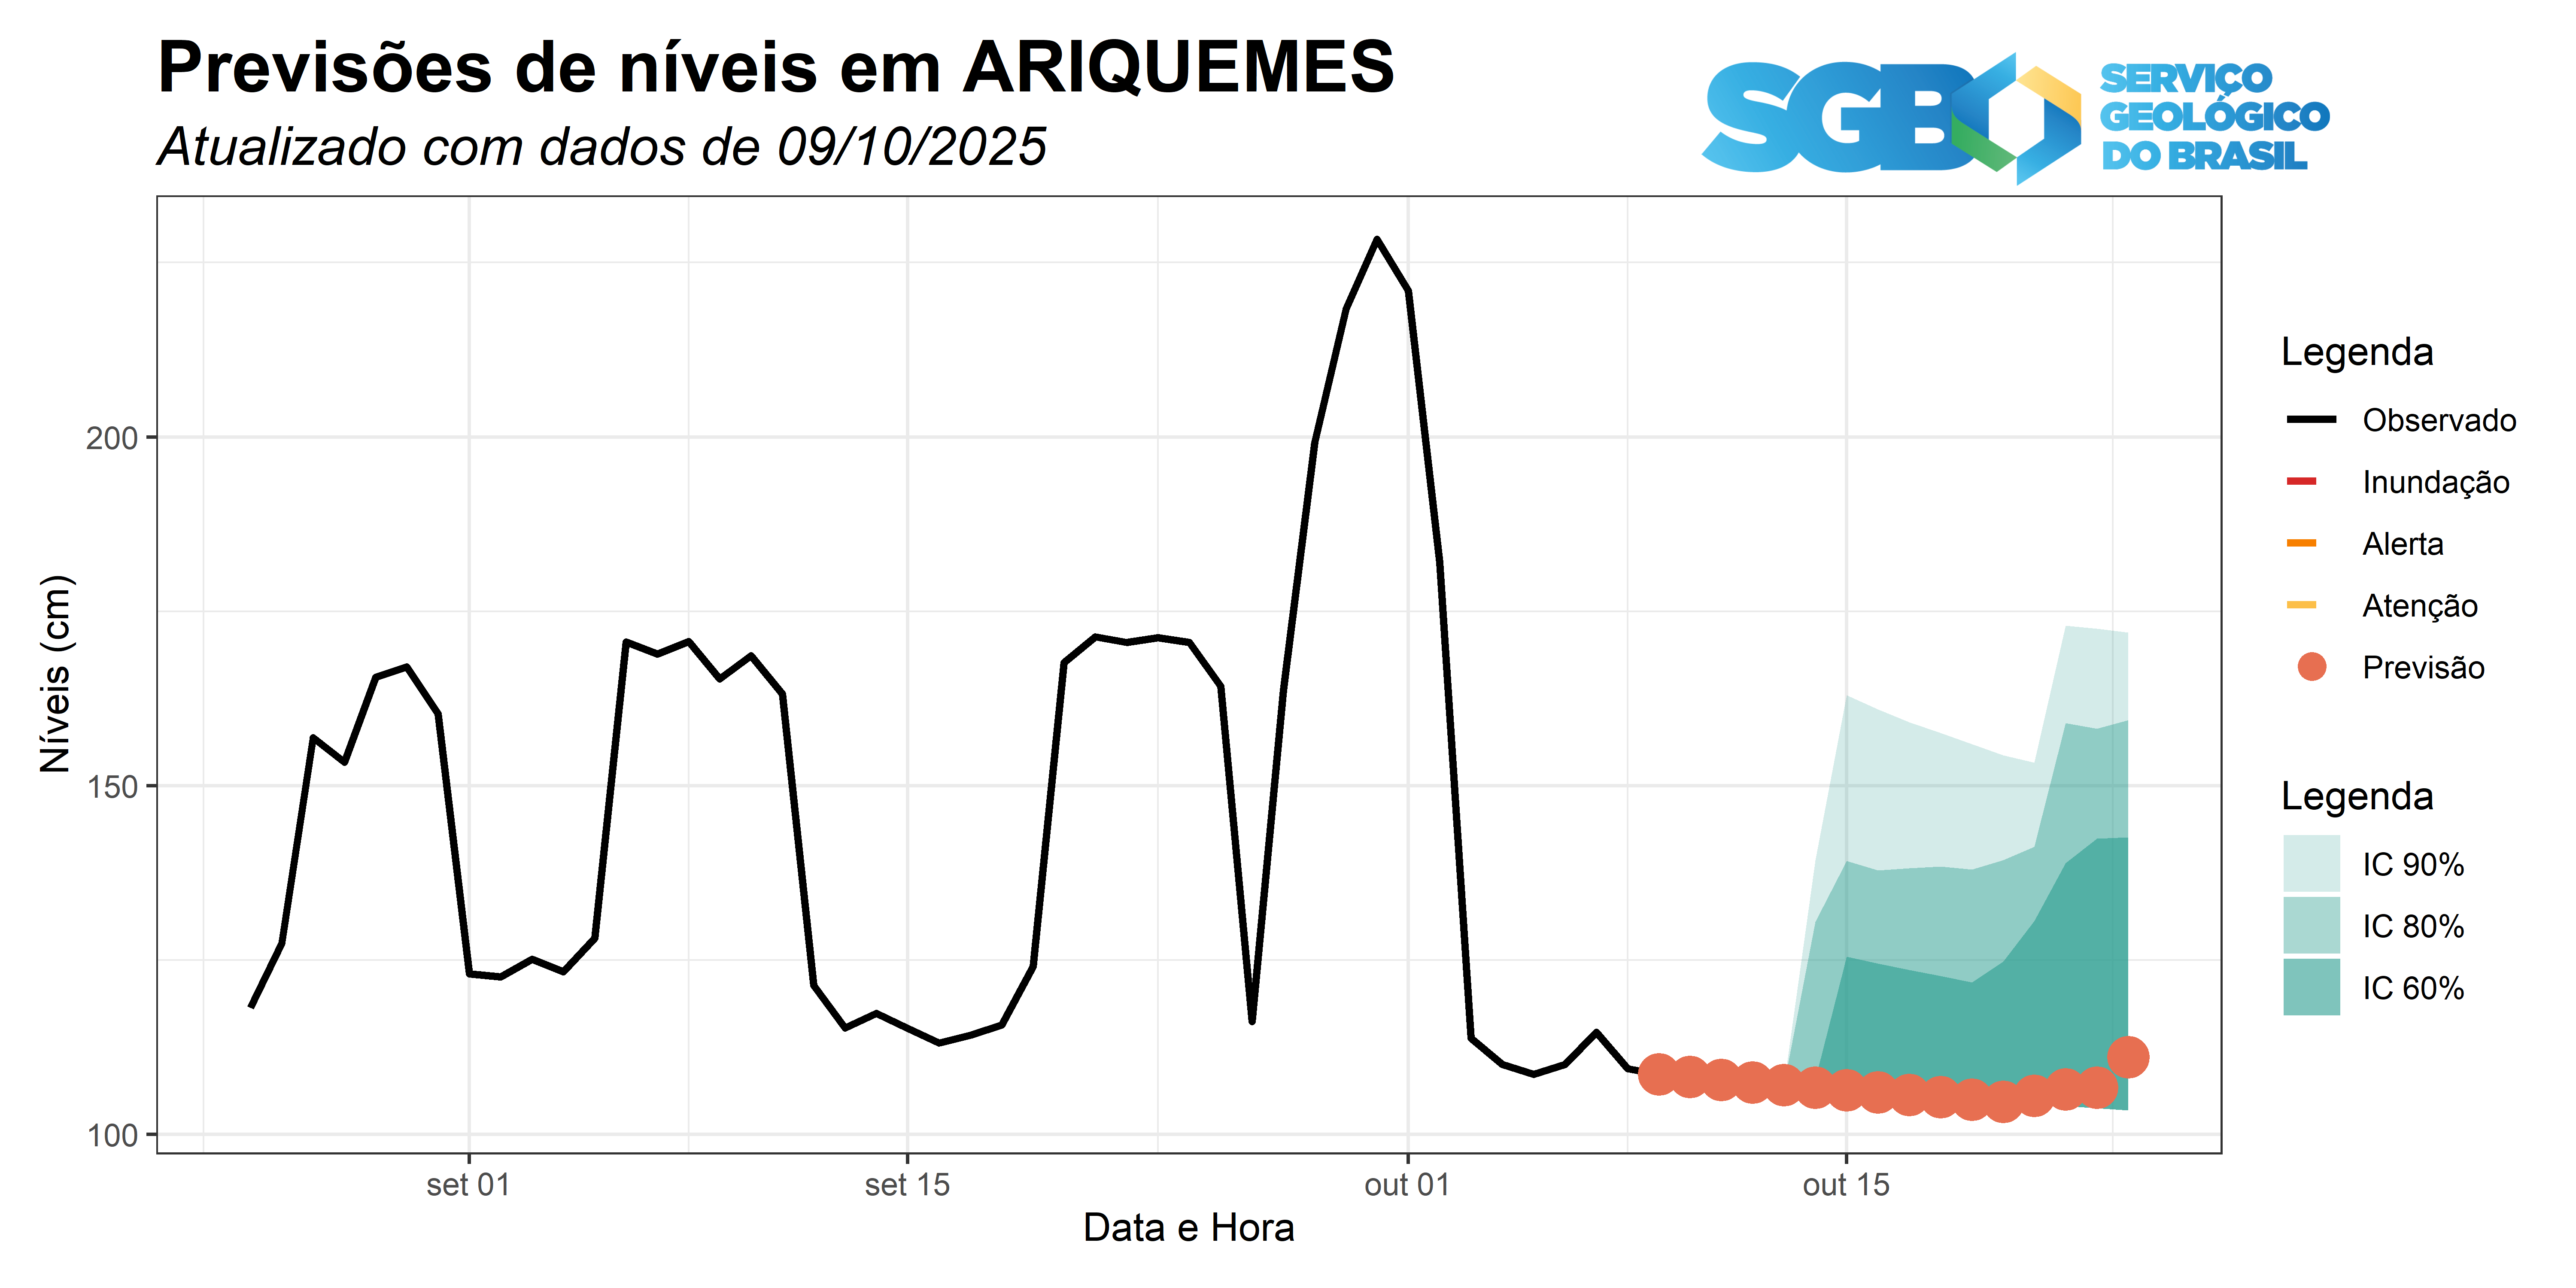 Previsões de níveis em ARIQUEMES
Atualizado com dados de 09/10/2025
SGB
SERVIÇO
GEOLÓGICO
DO BRASIL
Níveis (cm)
200
150
100
set 01
set 15
out 01
out 15
Data e Hora
Legenda
Observado
Inundação
Alerta
Atenção
Previsão
Legenda
IC 90%
IC 80%
IC 60%